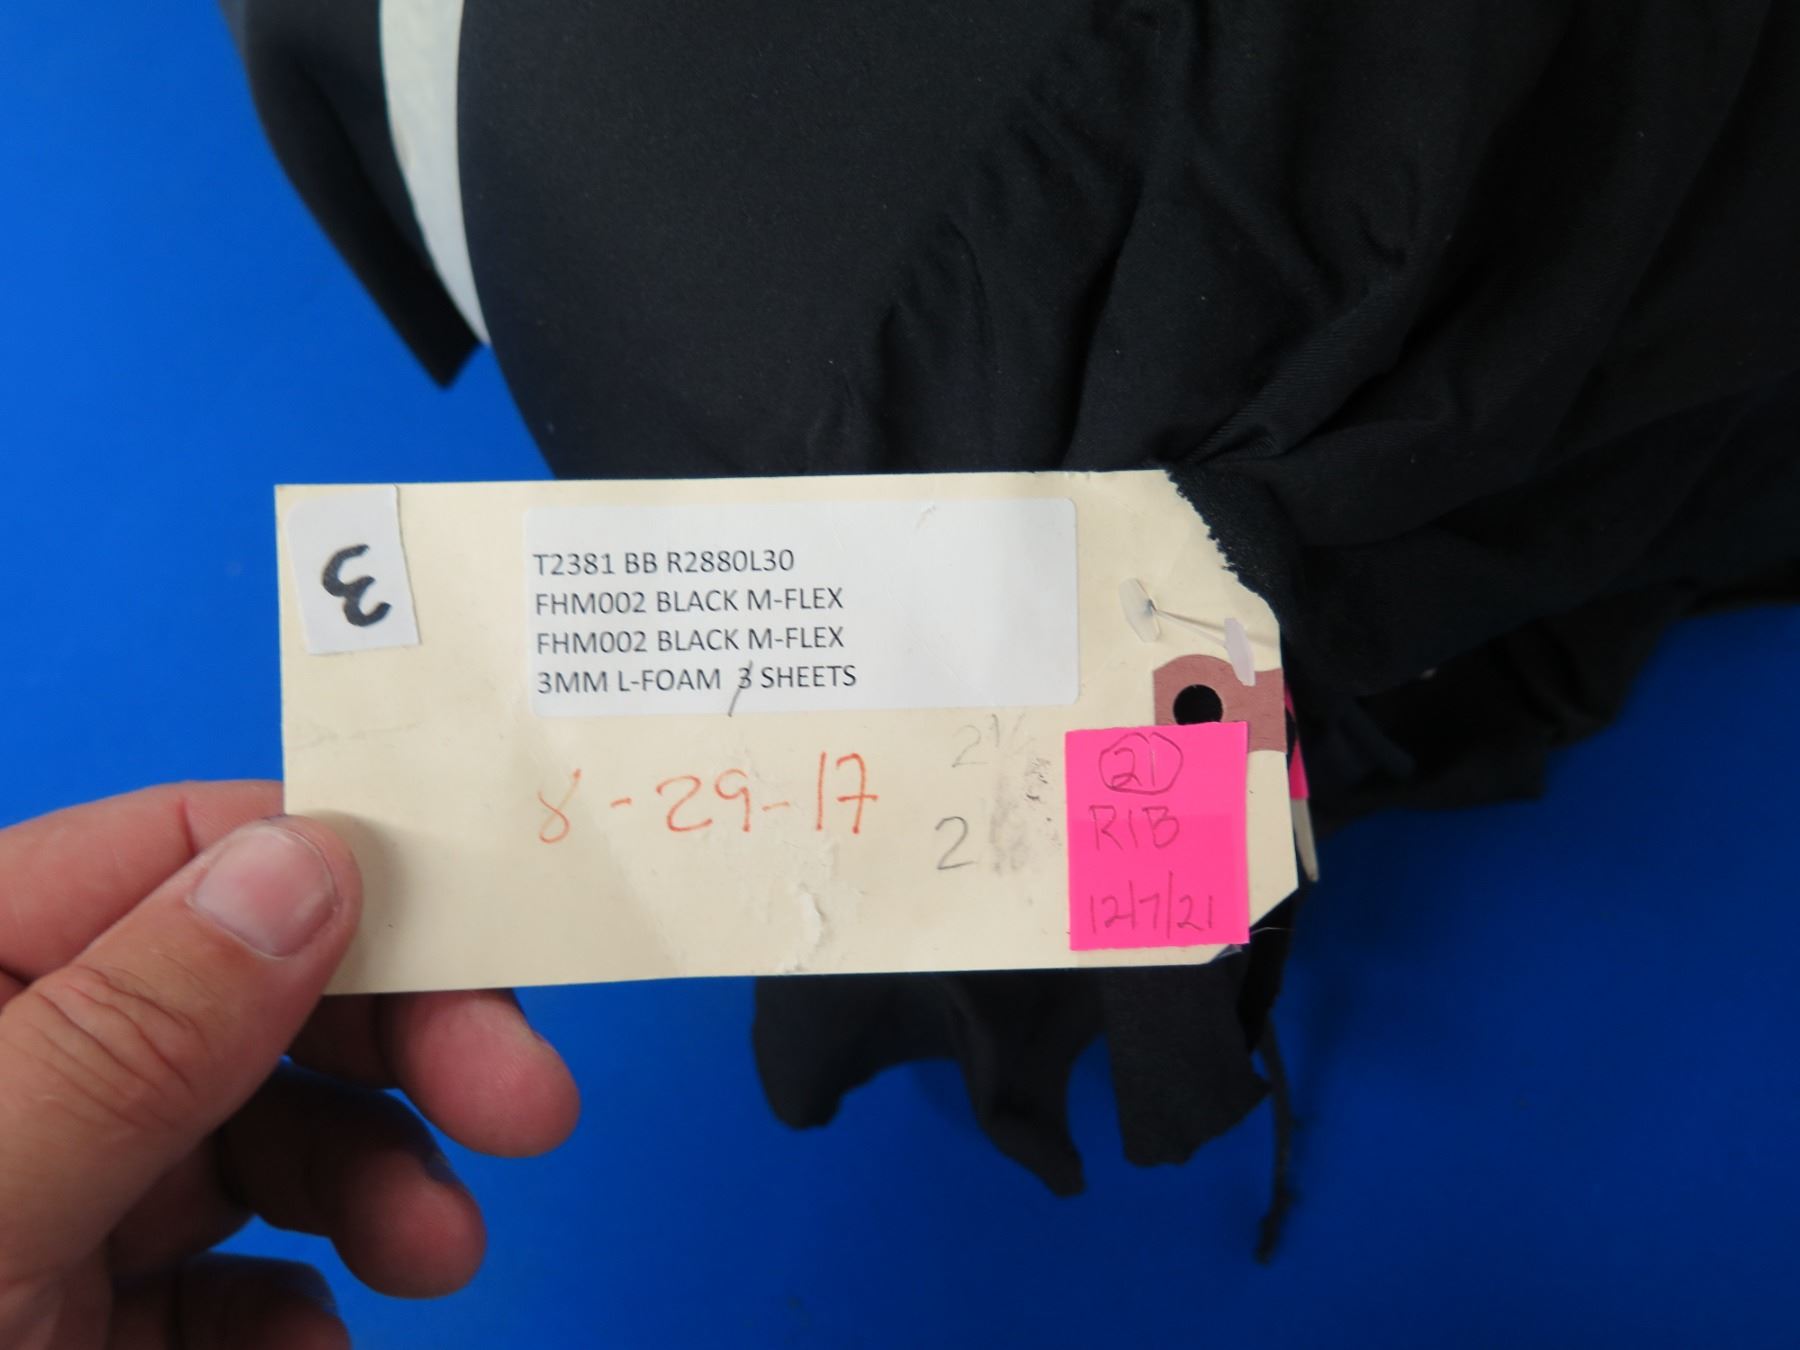 3
T2381 BB R2880L30
FHM002 BLACK M-FLEX
FHM002 BLACK M-FLEX
3MM L-FOAM 3 SHEETS
8-29-17
2
2
21
RIB
12/7/21